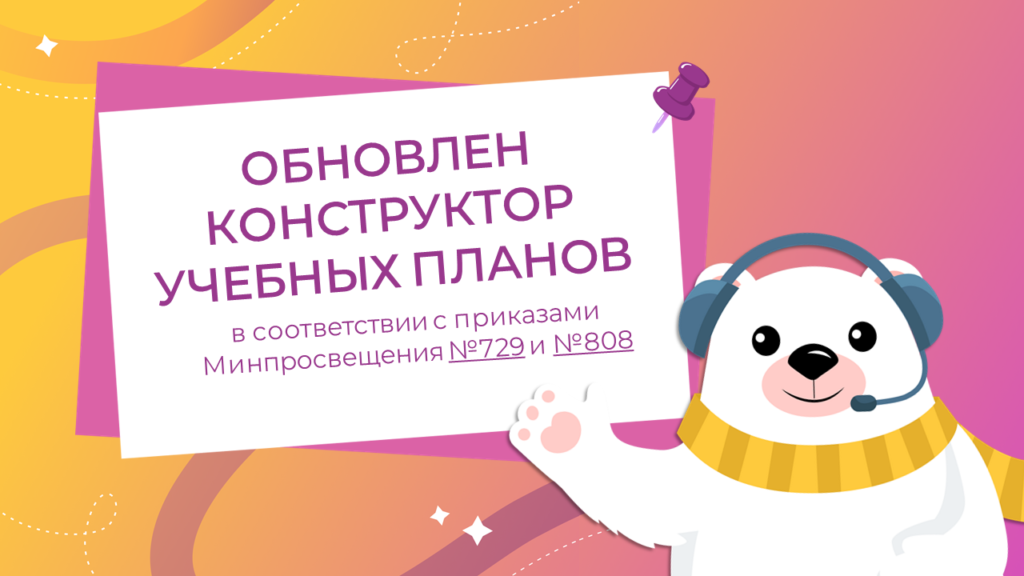 ОБНОВЛЕН
КОНСТРУКТОР
УЧЕБНЫХ ПЛАНОВ
в соответствии с приказами
Минпросвещения №729 и №808